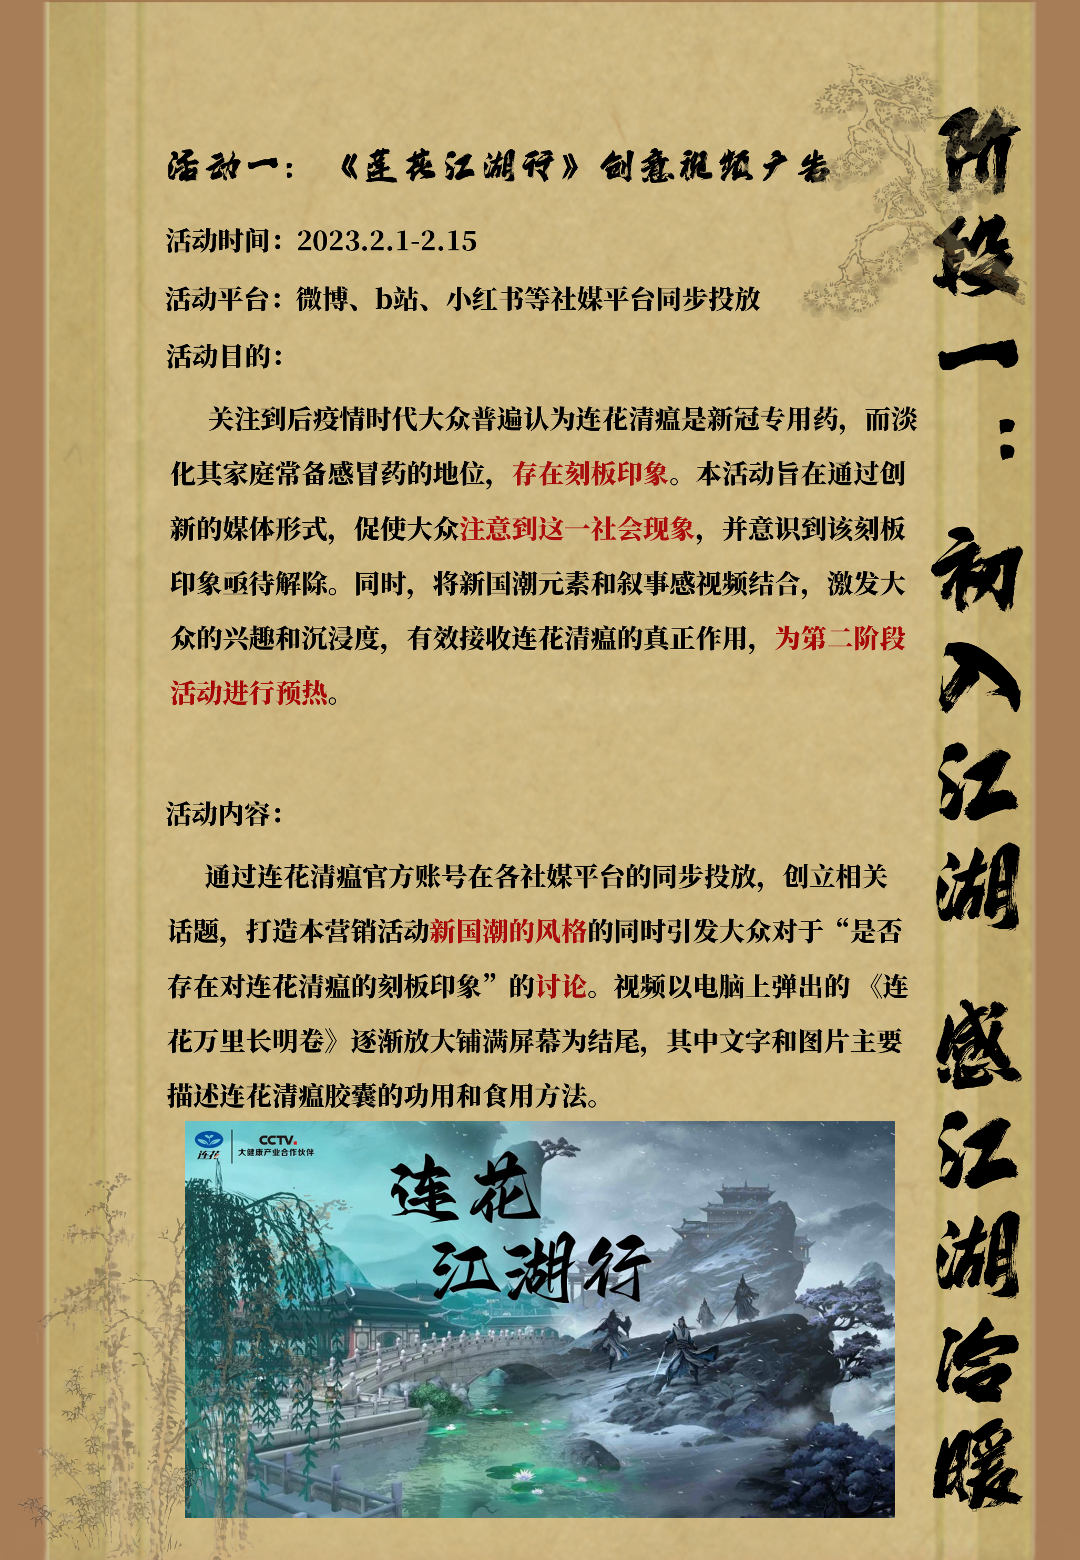 阶段一：初入江湖 感江湖冷暖
活动一：《莲花江湖行》创意视频广告
活动时间：2023.2.1-2.15
活动平台：微博、b站、小红书等社媒平台同步投放
活动目的：
关注到后疫情时代大众普遍认为连花清瘟是新冠专用药，而淡
化其家庭常备感冒药的地位，存在刻板印象。本活动旨在通过创
新的媒体形式，促使大众注意到这一社会现象，并意识到该刻板
印象亟待解除。同时，将新国潮元素和叙事感视频结合，激发大
众的兴趣和沉浸度，有效接收连花清瘟的真正作用，为第二阶段
活动进行预热。
活动内容：
通过连花清瘟官方账号在各社媒平台的同步投放，创立相关
话题，打造本营销活动新国潮的风格的同时引发大众对于“是否
存在对连花清瘟的刻板印象”的讨论。视频以电脑上弹出的《连
花万里长明卷》逐渐放大铺满屏幕为结尾，其中文字和图片主要
描述连花清瘟胶囊的功用和食用方法。
连花
CCTV.
大健康产业合作伙伴
连花
江湖行